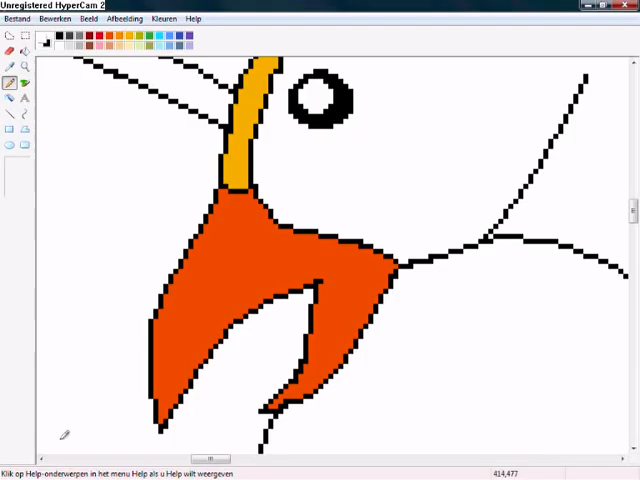 Unregistered HyperCam 2
Bestand Bewerken Beeld Afbeelding Kleuren Help
A
Klik op Help-onderwerpen in het menu Help als u Help wilt weergeven 414,477